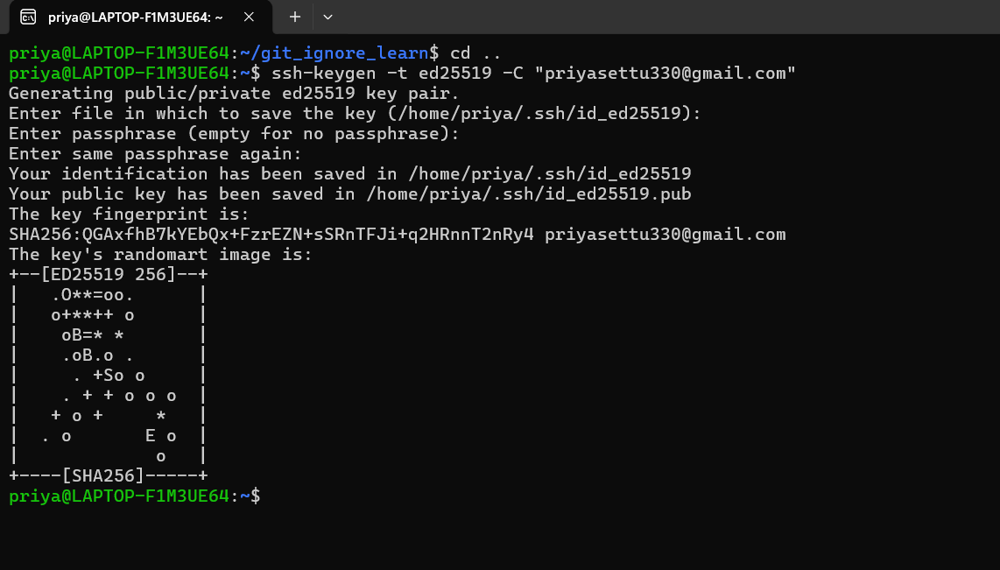 priya@LAPTOP-F1M3UE64: ~
priya@LAPTOP-F1M3UE64:~/git_ignore_learn$ cd ..
priya@LAPTOP-F1M3UE64:~$ ssh-keygen -t ed25519 -C "priyasettu330@gmail.com"
Generating public/private ed25519 key pair.
Enter file in which to save the key (/home/priya/.ssh/id_ed25519):
Enter passphrase (empty for no passphrase):
Enter same passphrase again:
Your identification has been saved in /home/priya/.ssh/id_ed25519
Your public key has been saved in /home/priya/.ssh/id_ed25519.pub
The key fingerprint is:
SHA256:QGAxfhB7kYEbQx+FzrEZN+sSRnTFJi+q2HRnnT2nRy4 priyasettu330@gmail.com
The key's randomart image is:
+--[ED25519 256]--+
|   .O**=oo.      |
|   o+**++ o      |
|    oB=* *       |
|    .oB.o .      |
|     . +So o     |
|    . + + o o o  |
|   + o +     *   |
|  . o       E o  |
|             o   |
+----[SHA256]-----+
priya@LAPTOP-F1M3UE64:~$